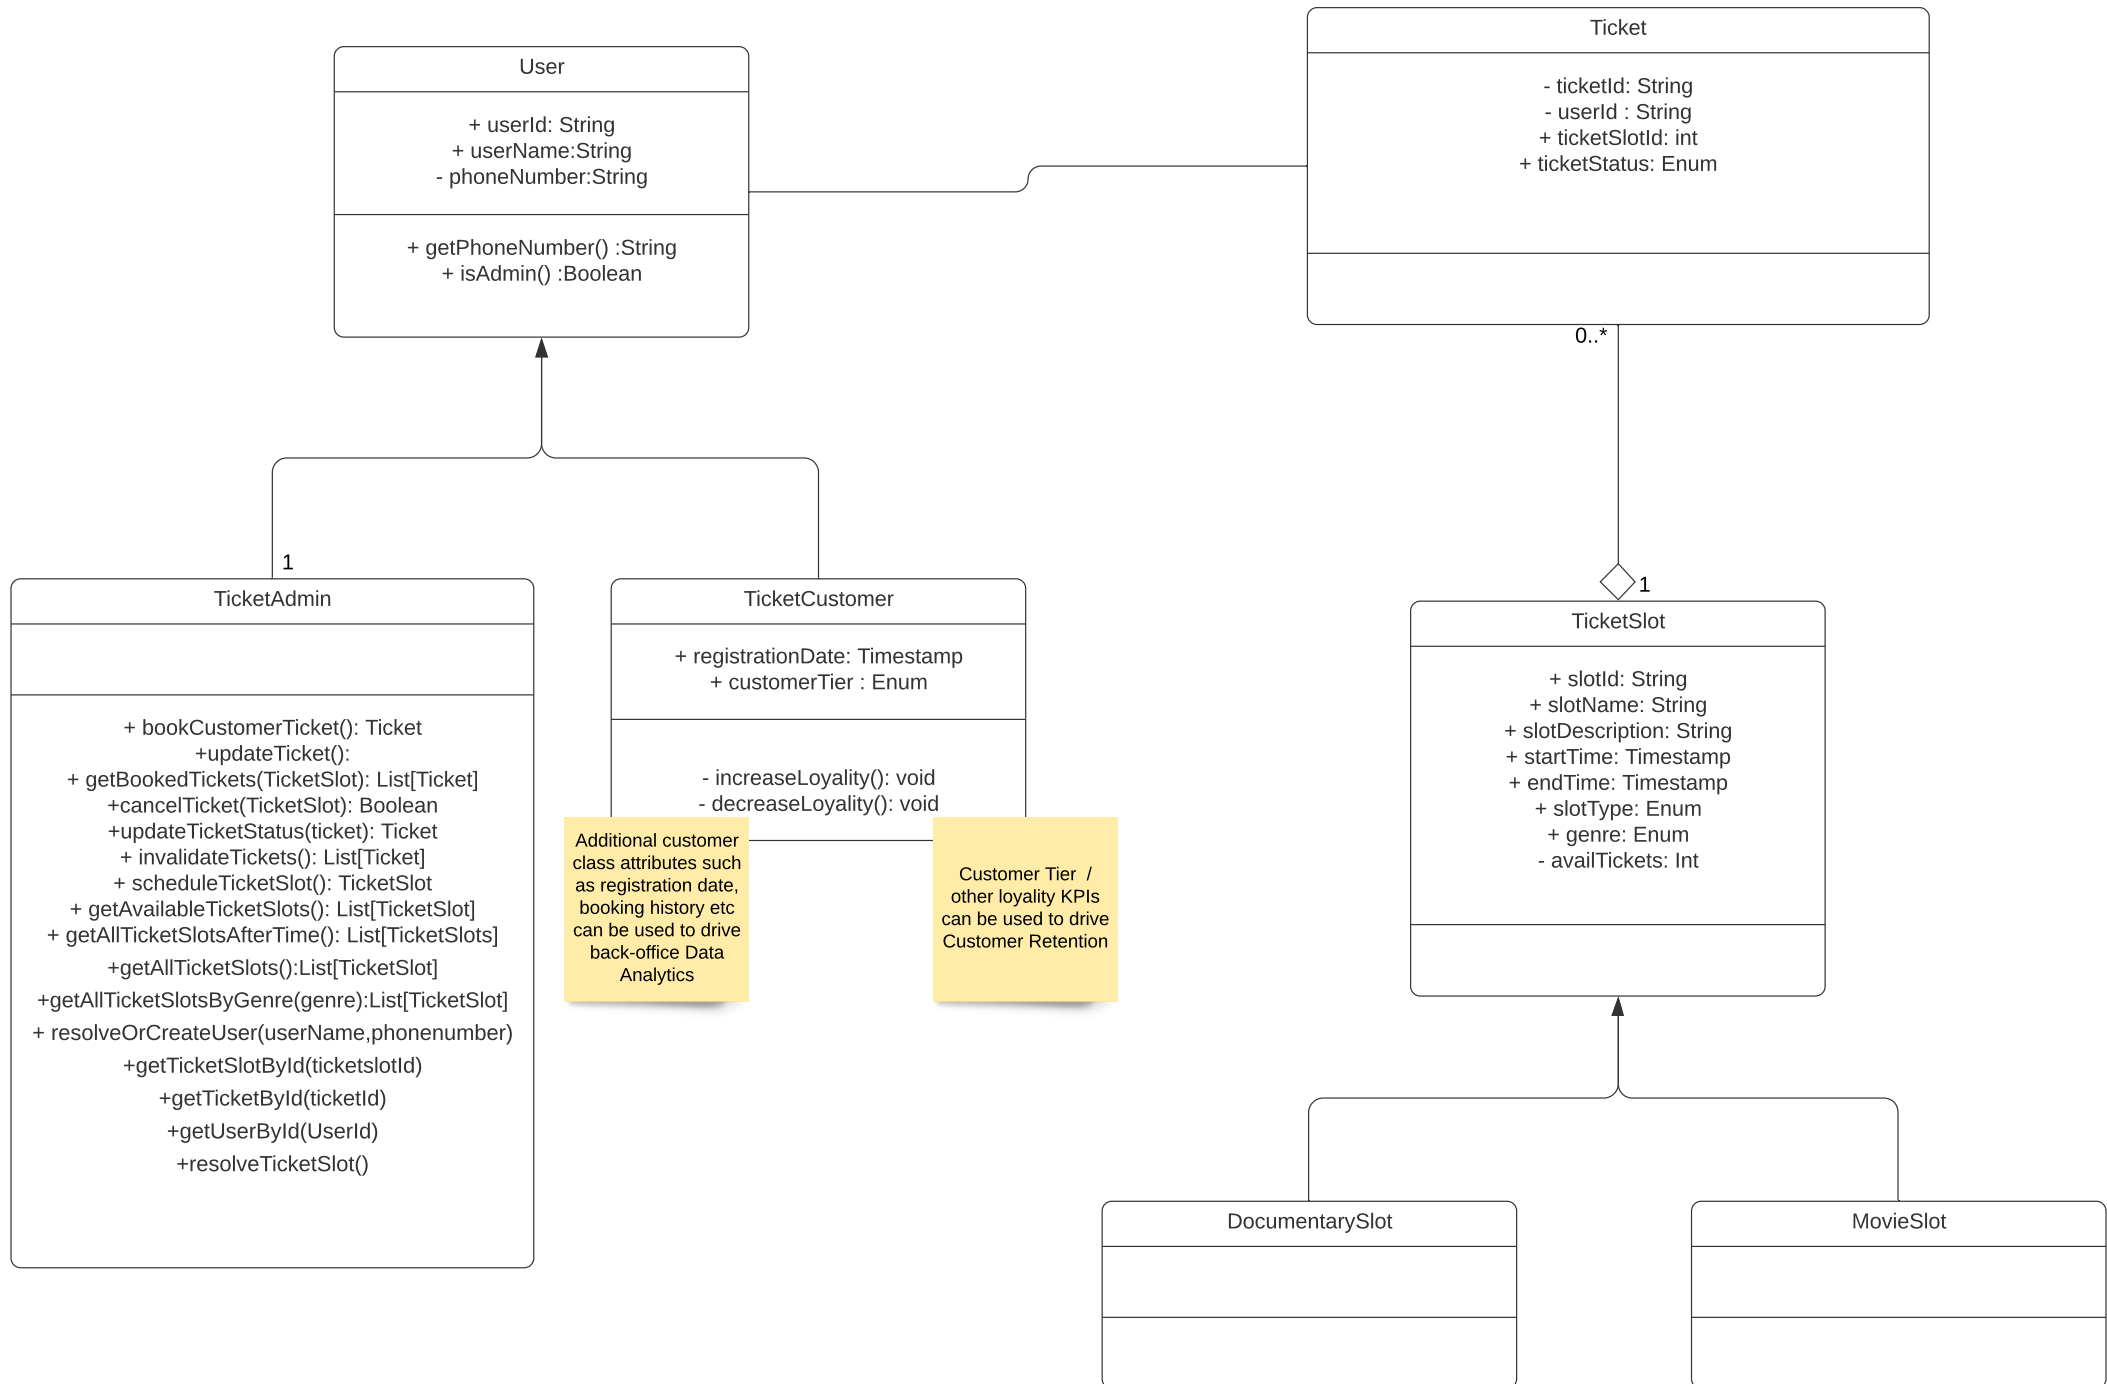 User
+ userId: String
+ userName:String
- phoneNumber:String
+ getPhoneNumber() :String
+ isAdmin() :Boolean
Ticket
- ticketId: String
- userId : String
+ ticketSlotId: int
+ ticketStatus: Enum
0..*
1
TicketAdmin
+ bookCustomerTicket(): Ticket
+updateTicket():
+ getBookedTickets(TicketSlot): List[Ticket]
+cancelTicket(TicketSlot): Boolean
+updateTicketStatus(ticket): Ticket
+ invalidateTickets(): List[Ticket]
+ scheduleTicketSlot(): TicketSlot
+ getAvailableTicketSlots(): List[TicketSlot]
+ getAllTicketSlotsAfterTime(): List[TicketSlots]
+getAllTicketSlots():List[TicketSlot]
+getAllTicketSlotsByGenre(genre):List[TicketSlot]
+ resolveOrCreateUser(userName,phonenumber)
+getTicketSlotById(ticketslotId)
+getTicketById(ticketId)
+getUserById(UserId)
+resolveTicketSlot()
TicketCustomer
+ registrationDate: Timestamp
+ customerTier : Enum
- increaseLoyality(): void
- decreaseLoyality(): void
Additional customer
class attributes such
as registration date,
booking history etc
can be used to drive
back-office Data
Analytics
Customer Tier  /
other loyality KPIs
can be used to drive
Customer Retention
1
TicketSlot
+ slotId: String
+ slotName: String
+ slotDescription: String
+ startTime: Timestamp
+ endTime: Timestamp
+ slotType: Enum
+ genre: Enum
- availTickets: Int
DocumentarySlot
MovieSlot